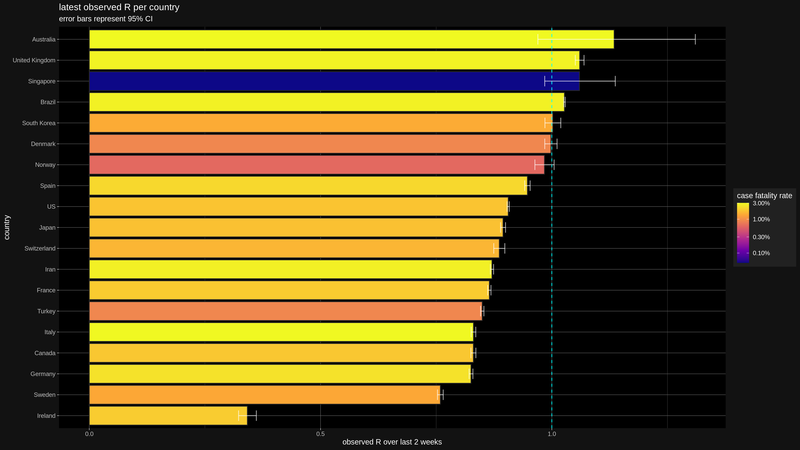 latest observed R per country
error bars represent 95% CI
country
Australia
United Kingdom
Singapore
Brazil
South Korea
Denmark
Norway
Spain
US
Japan
Switzerland
Iran
France
Turkey
Italy
Canada
Germany
Sweden
Ireland
0.0
0.5
1.0
observed R over last 2 weeks
case fatality rate
3.00%
1.00%
0.30%
0.10%